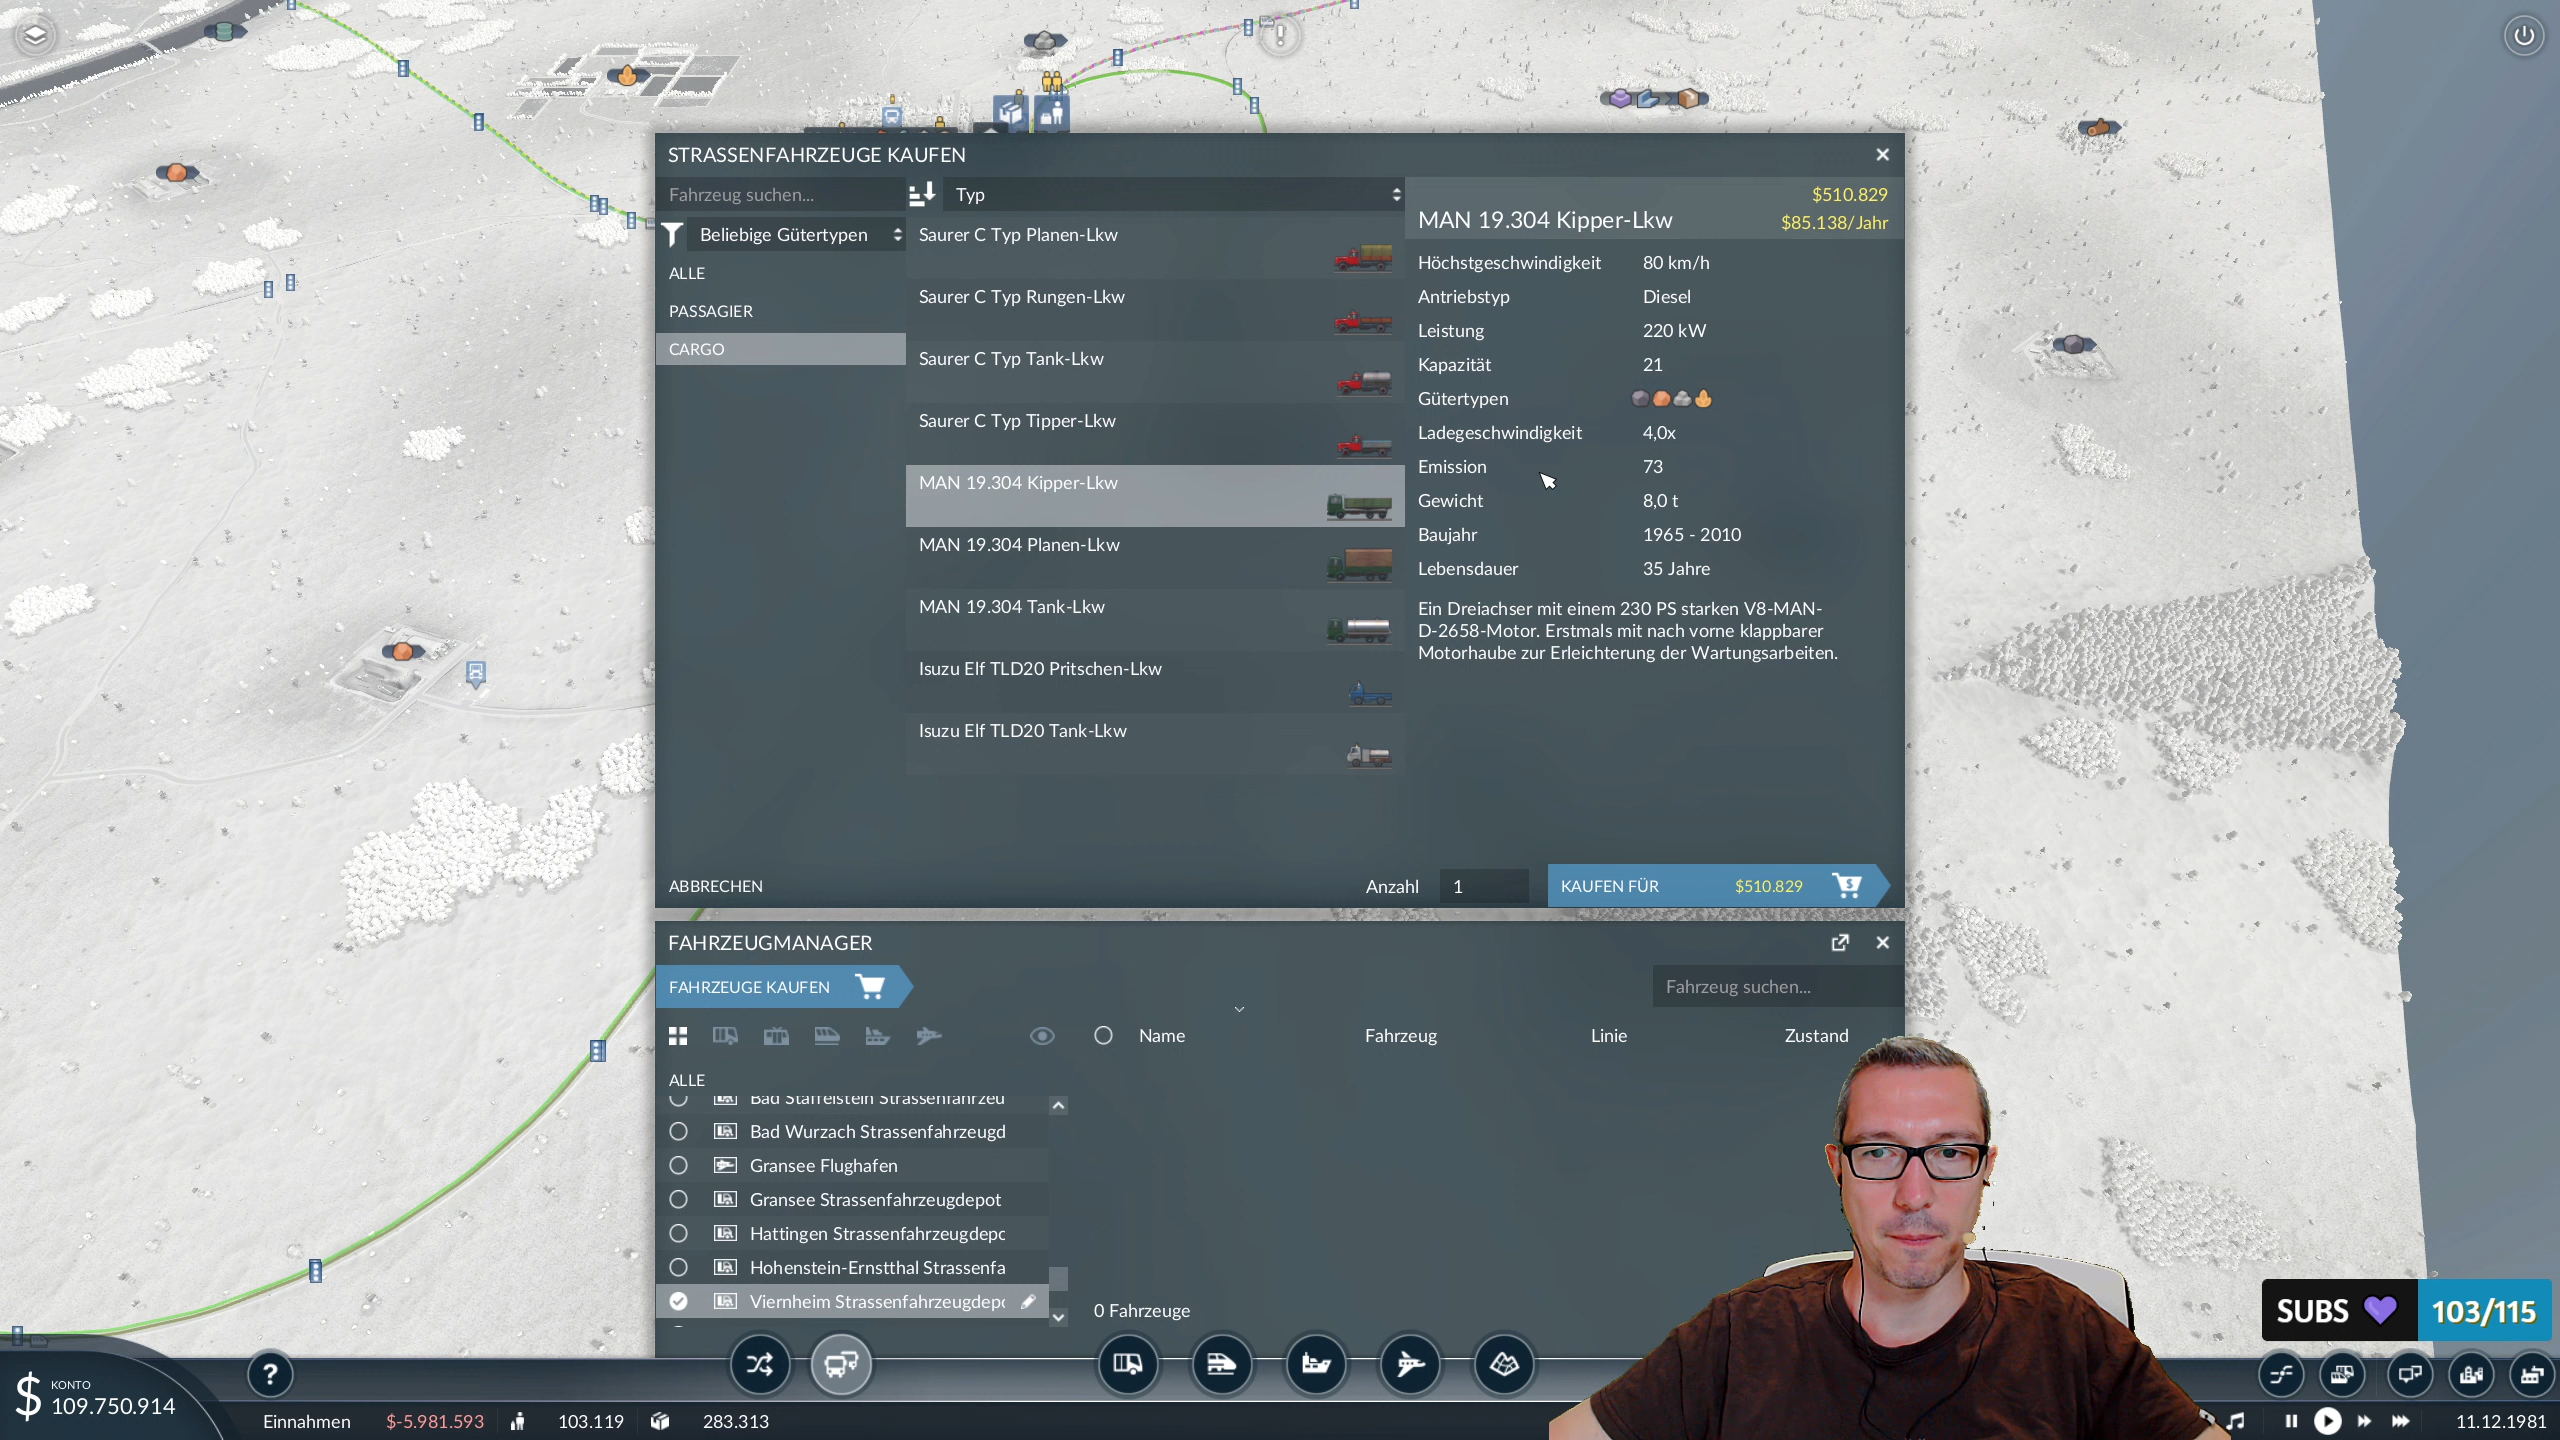 STRASSENFAHRZEUGE KAUFEN
Fahrzeug suchen...
Typ
Beliebige Gütertypen
ALLE
PASSAGIER
CARGO
Saurer C Typ Planen-Lkw
Saurer C Typ Rungen-Lkw
Saurer C Typ Tank-Lkw
Saurer C Typ Tipper-Lkw
MAN 19.304 Kipper-Lkw
MAN 19.304 Planen-Lkw
MAN 19.304 Tank-Lkw
Isuzu Elf TLD20 Pritschen-Lkw
Isuzu Elf TLD20 Tank-Lkw
$510.829
MAN 19.304 Kipper-Lkw $85.138/Jahr
Höchstgeschwindigkeit 80 km/h
Antriebstyp Diesel
Leistung 220 kW
Kapazität 21
Gütertypen
Ladegeschwindigkeit 4,0x
Emission 73
Gewicht 8,0 t
Baujahr 1965 - 2010
Lebensdauer 35 Jahre
Ein Dreiachser mit einem 230 PS starken V8-MAN-
D-2658-Motor. Erstmals mit nach vorne klappbarer
Motorhaube zur Erleichterung der Wartungsarbeiten.
ABBRECHEN Anzahl 1 KAUFEN FÜR $510.829
FAHRZEUGMANAGER
FAHRZEUGE KAUFEN Fahrzeug suchen...
Name Fahrzeug Linie Zustand
ALLE
Bad Staffelstein Strassenfahrzeu
Bad Wurzach Strassenfahrzeugd
Gransee Flughafen
Gransee Strassenfahrzeugdepot
Hattingen Strassenfahrzeugdepo
Hohenstein-Ernstthal Strassenfa
Viernheim Strassenfahrzeugdepo
0 Fahrzeuge
SUBS 103/115
?
$ KONTO
109.750.914
Einnahmen $-5.981.593 103.119 283.313 11.12.1981